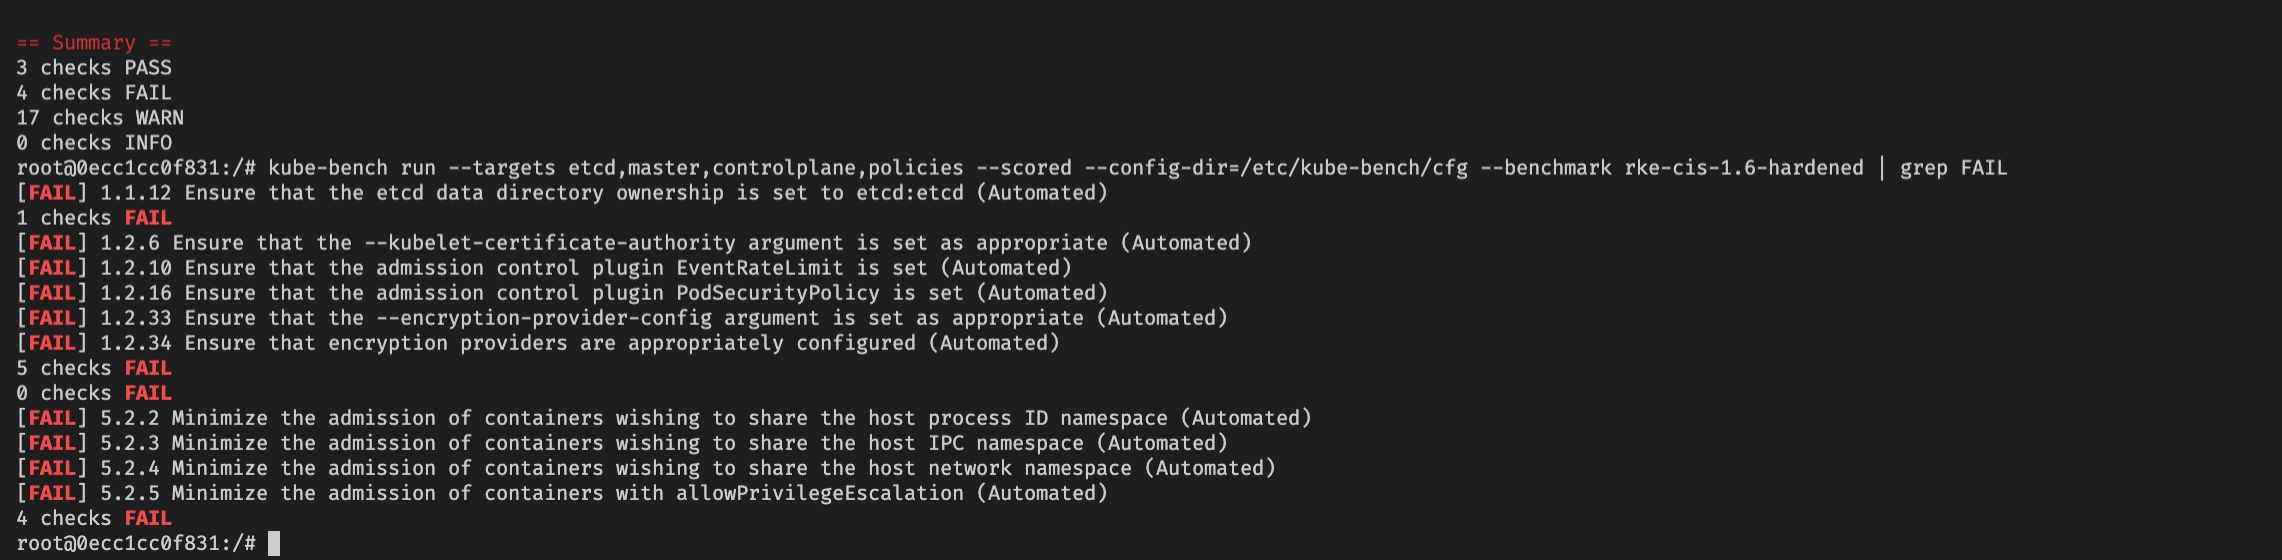 == Summary ==
3 checks PASS
4 checks FAIL
17 checks WARN
0 checks INFO
root@0ecc1cc0f831:/# kube-bench run --targets etcd,master,controlplane,policies --scored --config-dir=/etc/kube-bench/cfg --benchmark rke-cis-1.6-hardened | grep FAIL
[FAIL] 1.1.12 Ensure that the etcd data directory ownership is set to etcd:etcd (Automated)
1 checks FAIL
[FAIL] 1.2.6 Ensure that the --kubelet-certificate-authority argument is set as appropriate (Automated)
[FAIL] 1.2.10 Ensure that the admission control plugin EventRateLimit is set (Automated)
[FAIL] 1.2.16 Ensure that the admission control plugin PodSecurityPolicy is set (Automated)
[FAIL] 1.2.33 Ensure that the --encryption-provider-config argument is set as appropriate (Automated)
[FAIL] 1.2.34 Ensure that encryption providers are appropriately configured (Automated)
5 checks FAIL
0 checks FAIL
[FAIL] 5.2.2 Minimize the admission of containers wishing to share the host process ID namespace (Automated)
[FAIL] 5.2.3 Minimize the admission of containers wishing to share the host IPC namespace (Automated)
[FAIL] 5.2.4 Minimize the admission of containers wishing to share the host network namespace (Automated)
[FAIL] 5.2.5 Minimize the admission of containers with allowPrivilegeEscalation (Automated)
4 checks FAIL
root@0ecc1cc0f831:/#